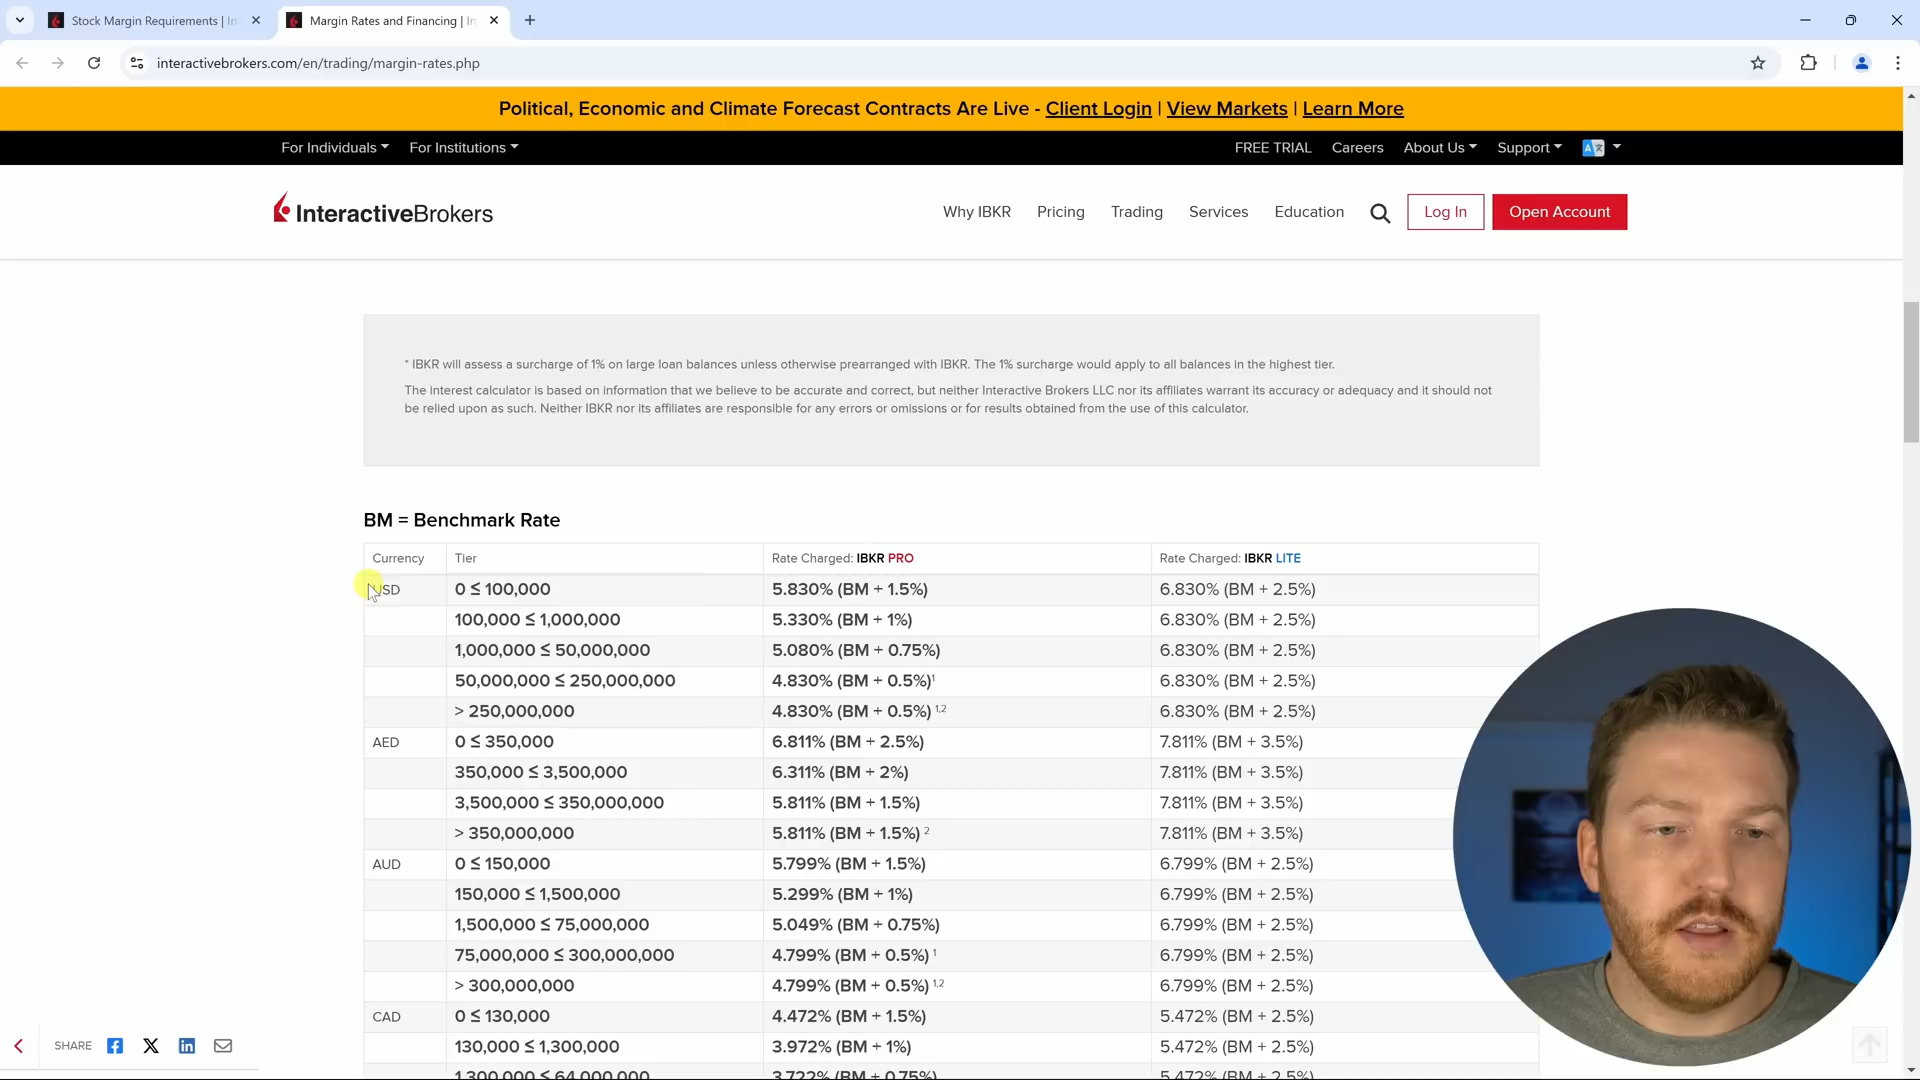 Stock Margin Requirements | In
Margin Rates and Financing | In
interactivebrokers.com/en/trading/margin-rates.php
Political, Economic and Climate Forecast Contracts Are Live - Client Login | View Markets | Learn More
For Individuals For Institutions FREE TRIAL Careers About Us Support
InteractiveBrokers Why IBKR Pricing Trading Services Education Log In Open Account
* IBKR will assess a surcharge of 1% on large loan balances unless otherwise prearranged with IBKR. The 1% surcharge would apply to all balances in the highest tier.
The interest calculator is based on information that we believe to be accurate and correct, but neither Interactive Brokers LLC nor its affiliates warrant its accuracy or adequacy and it should not
be relied upon as such. Neither IBKR nor its affiliates are responsible for any errors or omissions or for results obtained from the use of this calculator.
BM = Benchmark Rate
Currency Tier Rate Charged: IBKR PRO Rate Charged: IBKR LITE
USD 0 ≤ 100,000 5.830% (BM + 1.5%) 6.830% (BM + 2.5%)
100,000 ≤ 1,000,000 5.330% (BM + 1%) 6.830% (BM + 2.5%)
1,000,000 ≤ 50,000,000 5.080% (BM + 0.75%) 6.830% (BM + 2.5%)
50,000,000 ≤ 250,000,000 4.830% (BM + 0.5%)1 6.830% (BM + 2.5%)
> 250,000,000 4.830% (BM + 0.5%) 1,2 6.830% (BM + 2.5%)
AED 0 ≤ 350,000 6.811% (BM + 2.5%) 7.811% (BM + 3.5%)
350,000 ≤ 3,500,000 6.311% (BM + 2%) 7.811% (BM + 3.5%)
3,500,000 ≤ 350,000,000 5.811% (BM + 1.5%) 7.811% (BM + 3.5%)
> 350,000,000 5.811% (BM + 1.5%) 2 7.811% (BM + 3.5%)
AUD 0 ≤ 150,000 5.799% (BM + 1.5%) 6.799% (BM + 2.5%)
150,000 ≤ 1,500,000 5.299% (BM + 1%) 6.799% (BM + 2.5%)
1,500,000 ≤ 75,000,000 5.049% (BM + 0.75%) 6.799% (BM + 2.5%)
75,000,000 ≤ 300,000,000 4.799% (BM + 0.5%) 1 6.799% (BM + 2.5%)
> 300,000,000 4.799% (BM + 0.5%) 1,2 6.799% (BM + 2.5%)
CAD 0 ≤ 130,000 4.472% (BM + 1.5%) 5.472% (BM + 2.5%)
130,000 ≤ 1,300,000 3.972% (BM + 1%) 5.472% (BM + 2.5%)
1,300,000 ≤ 64,000,000 3.722% (BM + 0.75%) 5.472% (BM + 2.5%)
SHARE